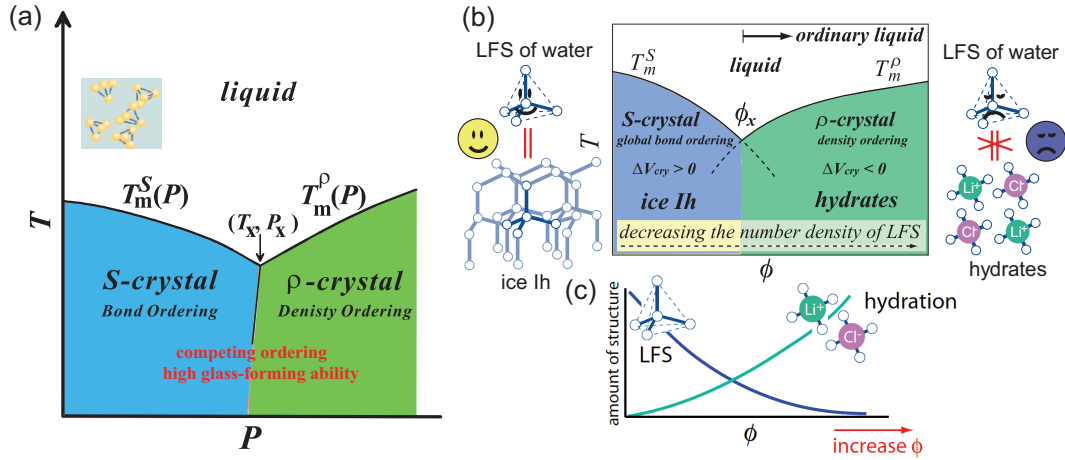 (a)
liquid
T_m^S(P)
T_m^ρ(P)
(T_x, P_x)
T
S-crystal
Bond Ordering
ρ-crystal
Denisty Ordering
competing ordering
high glass-forming ability
P
(b)
LFS of water
ice Ih
→ ordinary liquid
T_m^S
liquid
T_m^ρ
ϕ_x
T
S-crystal
global bond ordering
ΔV_cry > 0
ice Ih
ρ-crystal
density ordering
ΔV_cry < 0
hydrates
decreasing the number density of LFS
ϕ
LFS of water
Li⁺
Cl⁻
Cl⁻
Li⁺
hydrates
(c)
amount of structure
LFS
hydration
Li⁺
Cl⁻
ϕ
increase ϕ